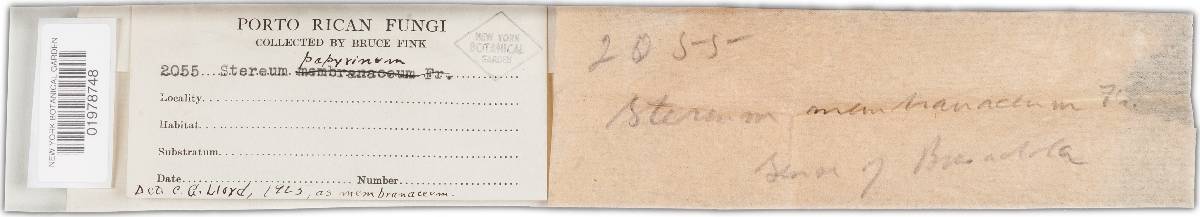 NEW YORK BOTANICAL GARDEN
01978748
PORTO RICAN FUNGI
COLLECTED BY BRUCE FINK
NEW YORK
BOTANICAL
GARDEN
papyrinum
2055 Stereum membranaceum Fr.
Locality
Habitat
Substratum
Date Number
Det. C. G. Lloyd, as membranaceum.
2055
Stereum membranaceum Fr.
sense of Bresadola